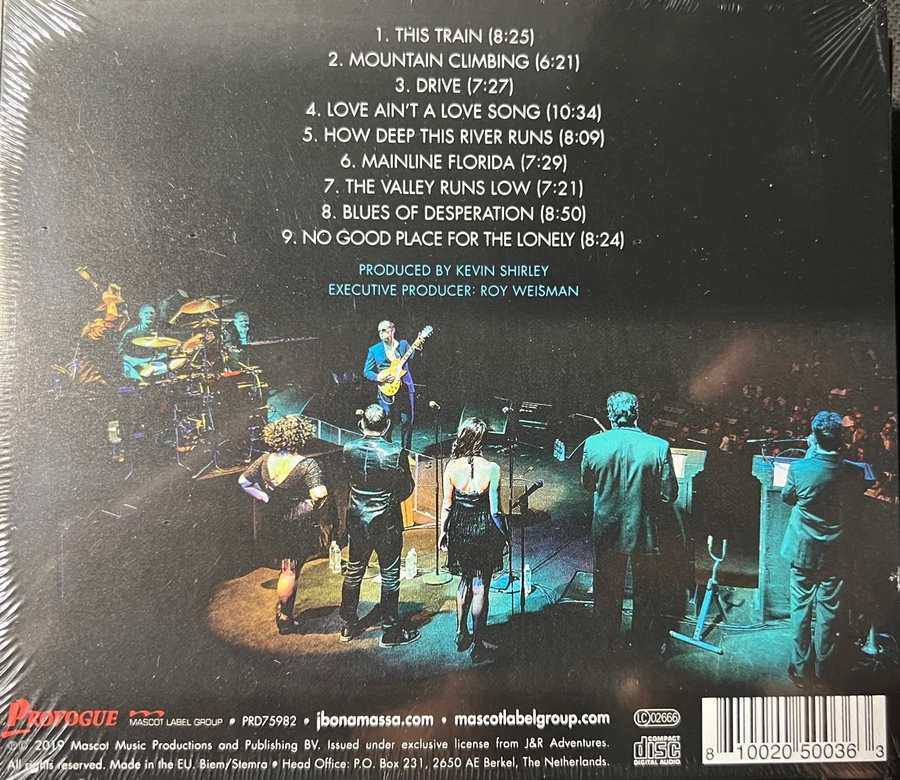 1. THIS TRAIN (8:25)
2. MOUNTAIN CLIMBING (6:21)
3. DRIVE (7:27)
4. LOVE AIN'T A LOVE SONG (10:34)
5. HOW DEEP THIS RIVER RUNS (8:09)
6. MAINLINE FLORIDA (7:29)
7. THE VALLEY RUNS LOW (7:21)
8. BLUES OF DESPERATION (8:50)
9. NO GOOD PLACE FOR THE LONELY (8:24)
PRODUCED BY KEVIN SHIRLEY
EXECUTIVE PRODUCER: ROY WEISMAN
PROVOGUE MASCOT LABEL GROUP • PRD75982 • jbonamassa.com • mascotlabelgroup.com LC 02666
℗© 2019 Mascot Music Productions and Publishing BV. Issued under exclusive license from J&R Adventures.
All rights reserved. Made in the EU. Biem/Stemra • Head Office: P.O. Box 231, 2650 AE Berkel, The Netherlands.
COMPACT disc DIGITAL AUDIO
8 10020 50036 3